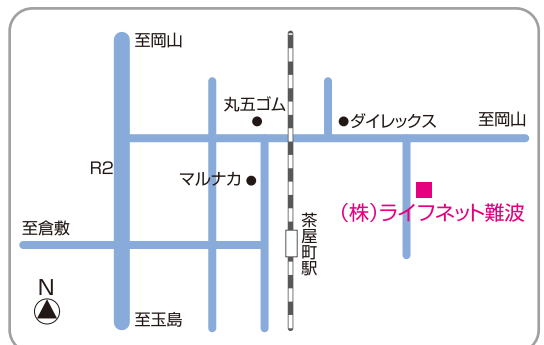 至岡山
丸五ゴム
ダイレックス
至岡山
R2
マルナカ
(株)ライフネット難波
至倉敷
茶屋町駅
N
至玉島